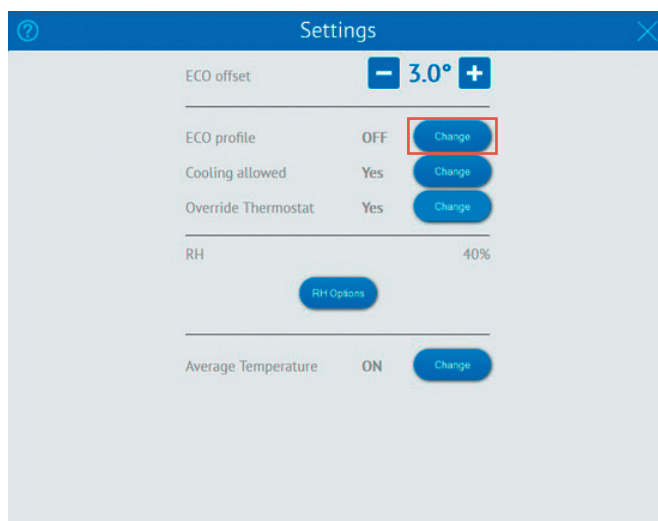 Settings
ECO offset − 3.0° +
ECO profile OFF Change
Cooling allowed Yes Change
Override Thermostat Yes Change
RH 40%
RH Options
Average Temperature ON Change